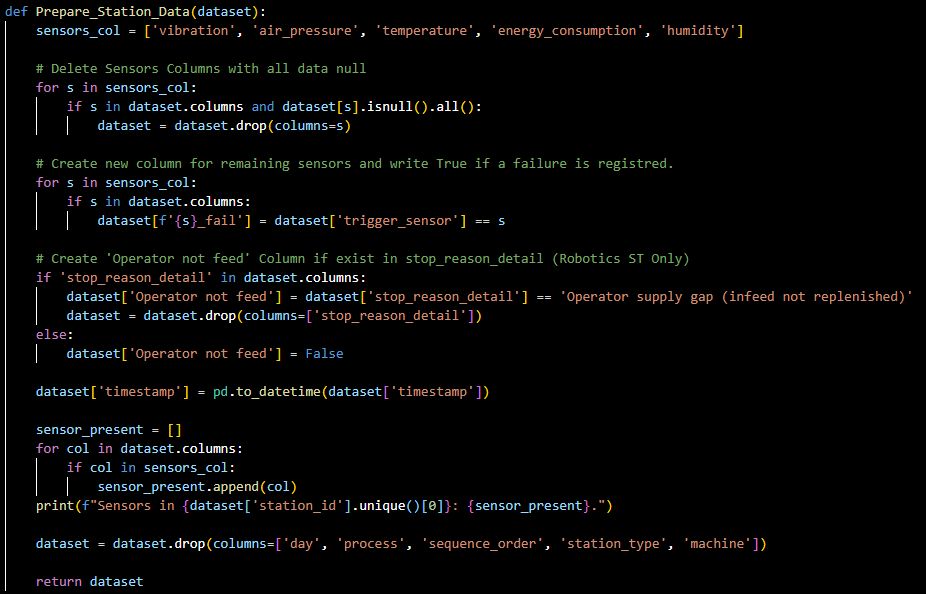 def Prepare_Station_Data(dataset):
    sensors_col = ['vibration', 'air_pressure', 'temperature', 'energy_consumption', 'humidity']

    # Delete Sensors Columns with all data null
    for s in sensors_col:
        if s in dataset.columns and dataset[s].isnull().all():
            dataset = dataset.drop(columns=s)

    # Create new column for remaining sensors and write True if a failure is registred.
    for s in sensors_col:
        if s in dataset.columns:
            dataset[f'{s}_fail'] = dataset['trigger_sensor'] == s

    # Create 'Operator not feed' Column if exist in stop_reason_detail (Robotics ST Only)
    if 'stop_reason_detail' in dataset.columns:
        dataset['Operator not feed'] = dataset['stop_reason_detail'] == 'Operator supply gap (infeed not replenished)'
        dataset = dataset.drop(columns=['stop_reason_detail'])
    else:
        dataset['Operator not feed'] = False

    dataset['timestamp'] = pd.to_datetime(dataset['timestamp'])

    sensor_present = []
    for col in dataset.columns:
        if col in sensors_col:
            sensor_present.append(col)
    print(f"Sensors in {dataset['station_id'].unique()[0]}: {sensor_present}.")

    dataset = dataset.drop(columns=['day', 'process', 'sequence_order', 'station_type', 'machine'])

    return dataset